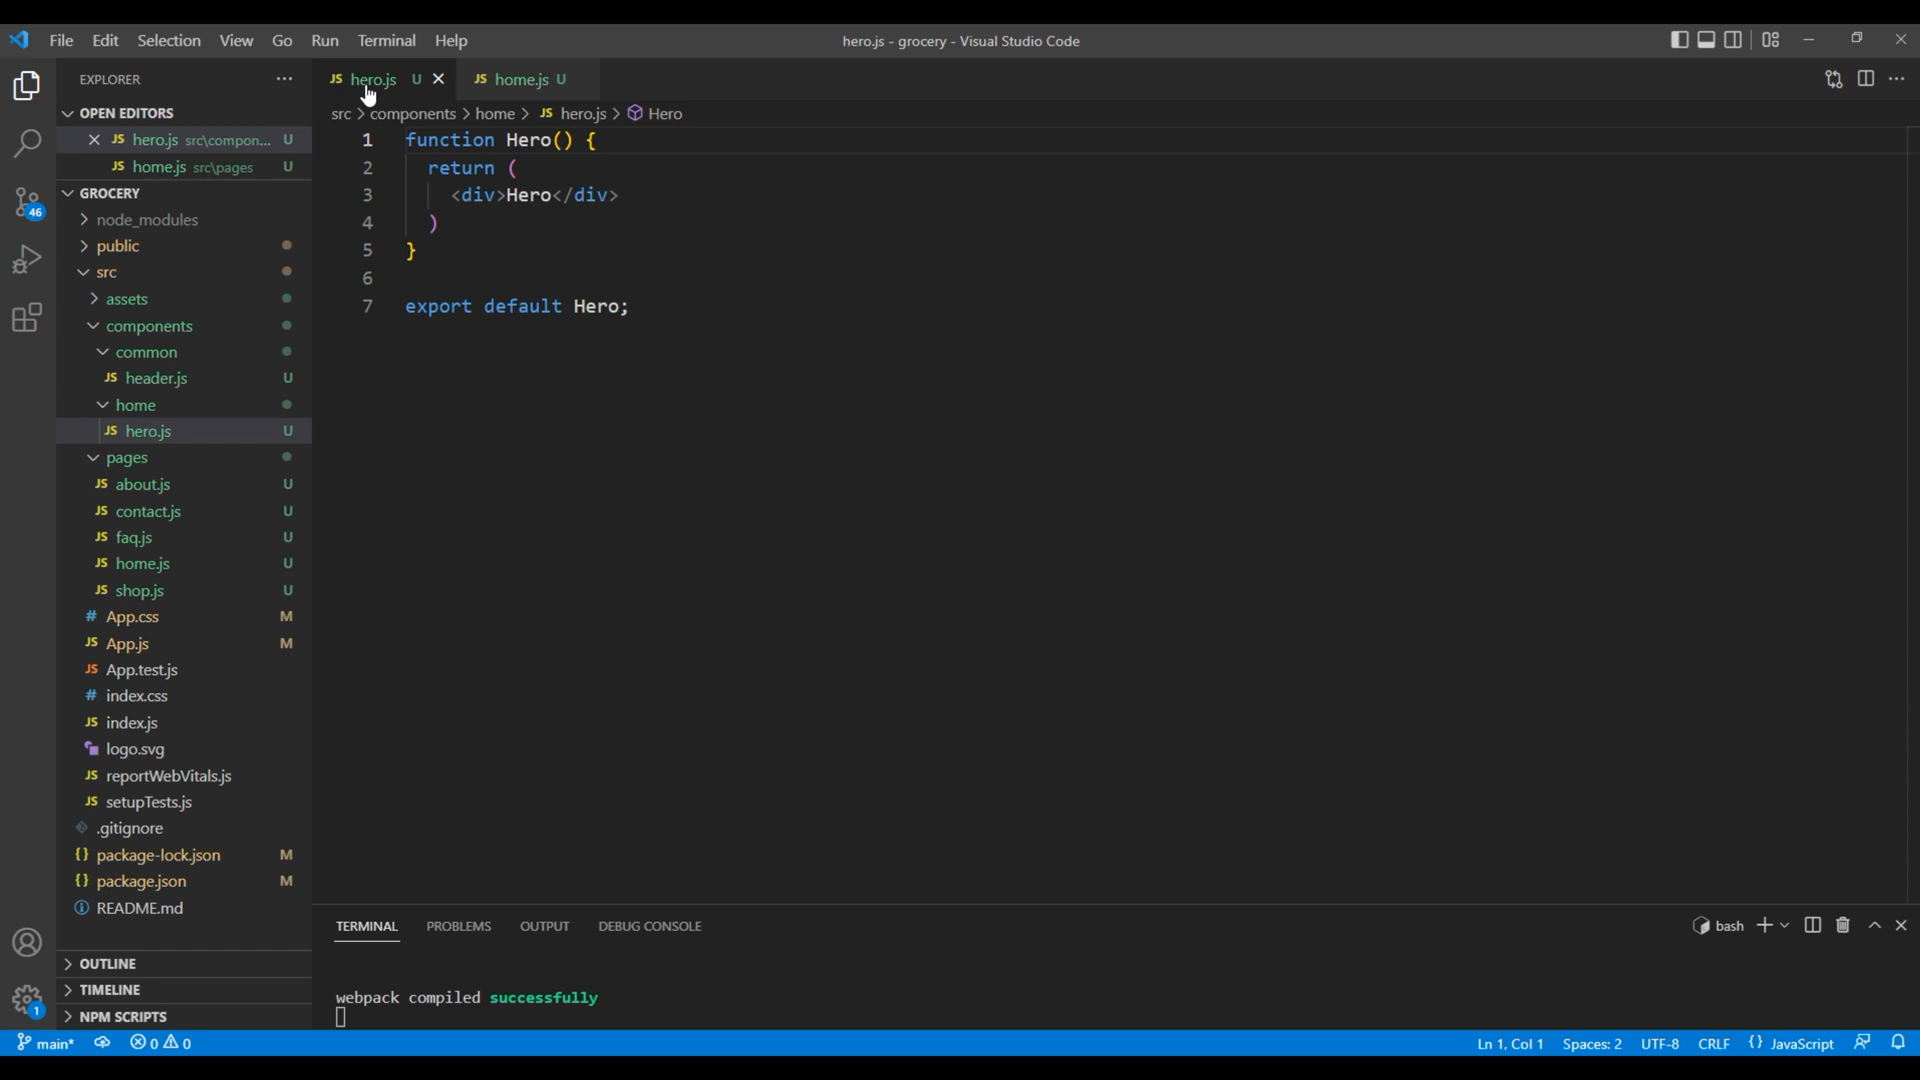 File Edit Selection View Go Run Terminal Help
hero.js - grocery - Visual Studio Code
EXPLORER
OPEN EDITORS
JS hero.js src\compon... U
JS home.js src\pages U
GROCERY
node_modules
public
src
assets
components
common
JS header.js U
home
JS hero.js U
pages
JS about.js U
JS contact.js U
JS faq.js U
JS home.js U
JS shop.js U
# App.css M
JS App.js M
JS App.test.js
# index.css
JS index.js
logo.svg
JS reportWebVitals.js
JS setupTests.js
.gitignore
{} package-lock.json M
{} package.json M
README.md
OUTLINE
TIMELINE
NPM SCRIPTS
46
1
JS hero.js U
JS home.js U
src > components > home > JS hero.js > Hero
1 function Hero() {
2 return (
3 <div>Hero</div>
4 )
5 }
6
7 export default Hero;
TERMINAL PROBLEMS OUTPUT DEBUG CONSOLE
bash
webpack compiled successfully
main* 0 0
Ln 1, Col 1 Spaces: 2 UTF-8 CRLF {} JavaScript